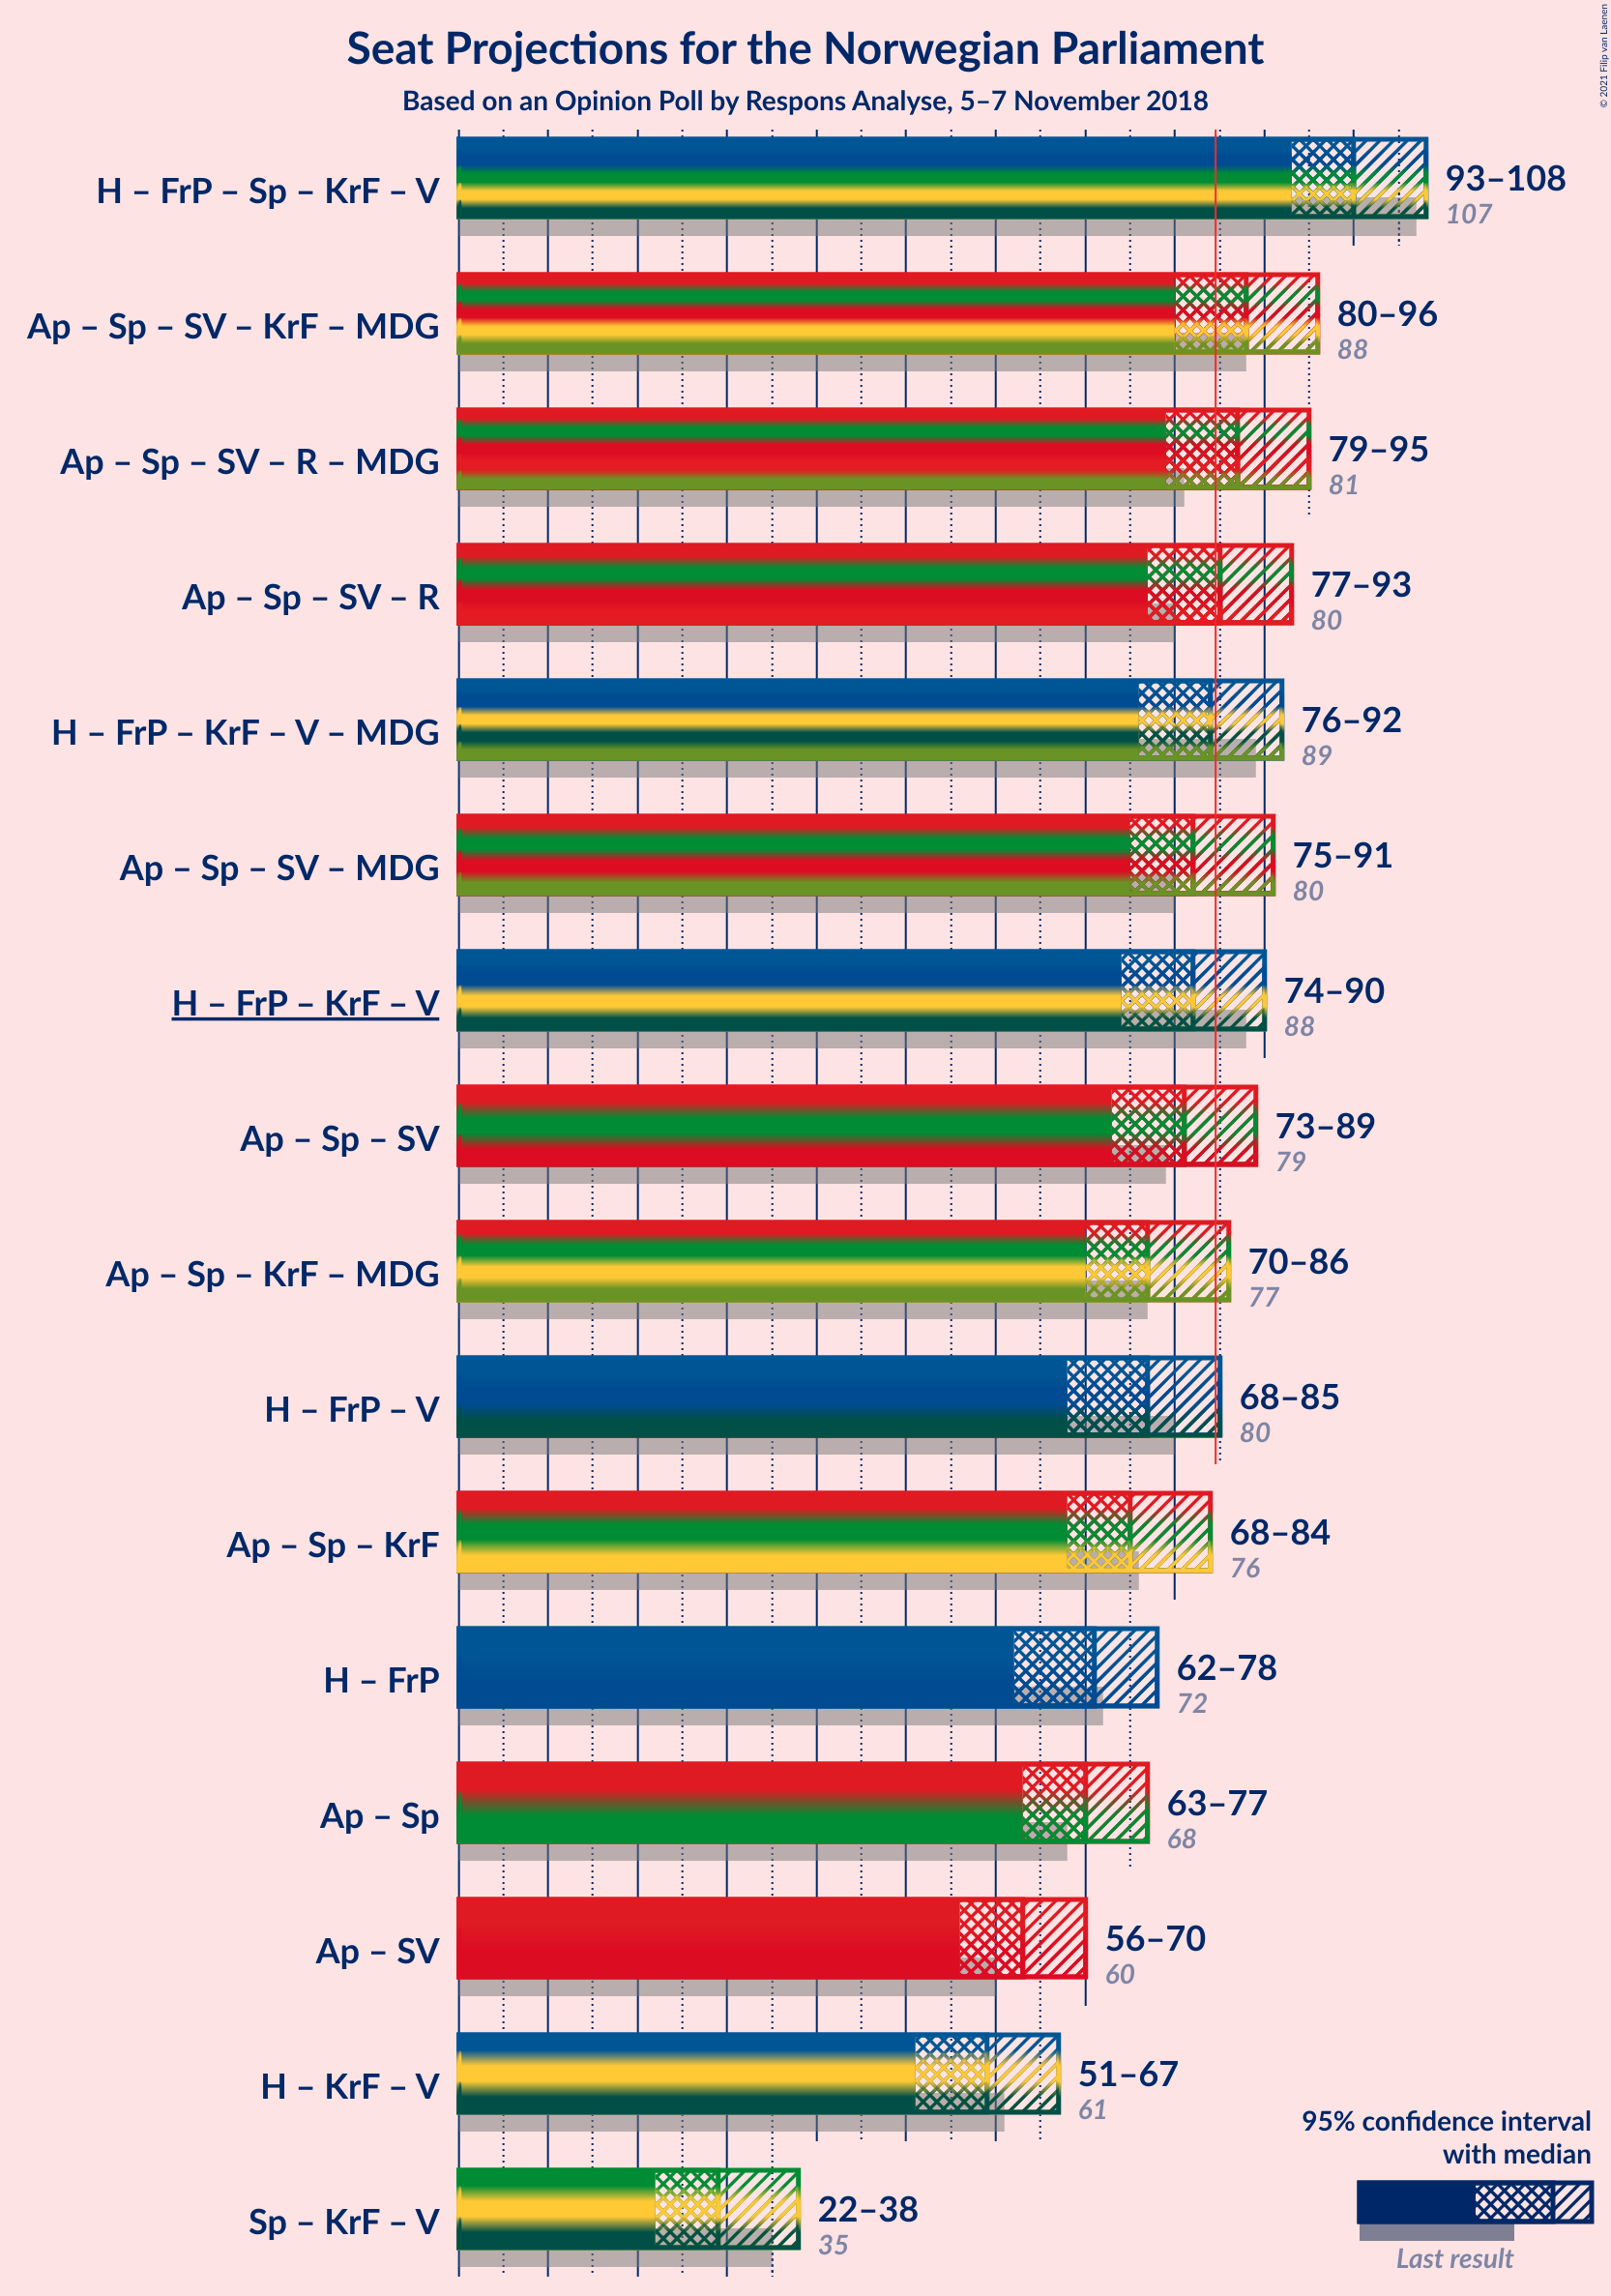 © 2021 Filip van Laenen
Seat Projections for the Norwegian Parliament
Based on an Opinion Poll by Respons Analyse, 5–7 November 2018
H – FrP – Sp – KrF – V
93–108
107
Ap – Sp – SV – KrF – MDG
80–96
88
Ap – Sp – SV – R – MDG
79–95
81
Ap – Sp – SV – R
77–93
80
H – FrP – KrF – V – MDG
76–92
89
Ap – Sp – SV – MDG
75–91
80
H – FrP – KrF – V
74–90
88
Ap – Sp – SV
73–89
79
Ap – Sp – KrF – MDG
70–86
77
H – FrP – V
68–85
80
Ap – Sp – KrF
68–84
76
H – FrP
62–78
72
Ap – Sp
63–77
68
Ap – SV
56–70
60
H – KrF – V
51–67
61
Sp – KrF – V
22–38
35
95% confidence interval
with median
Last result